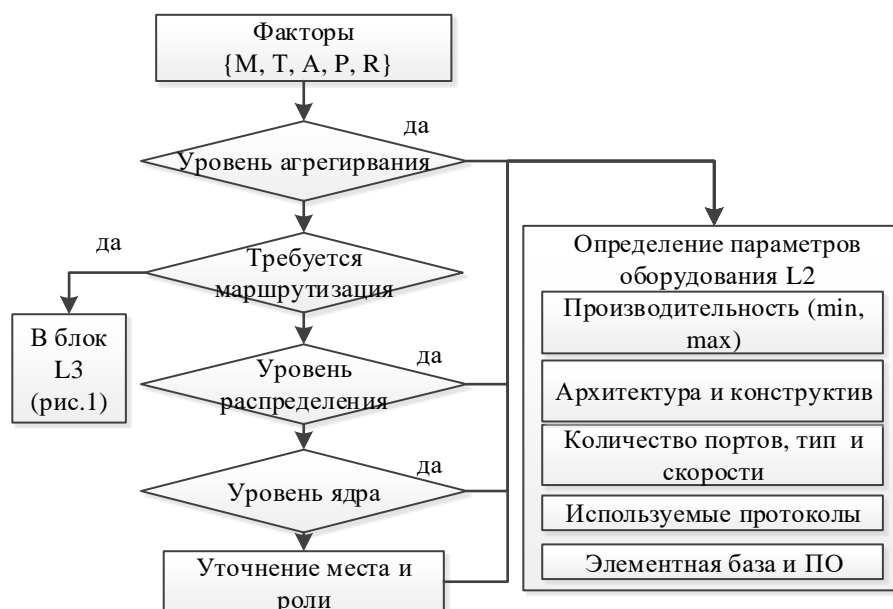 Факторы
{M, T, A, P, R}
да
Уровень агрегирвания
да
Требуется
маршрутизация
В блок
L3
(рис.1)
да
Уровень
распределения
да
Уровень ядра
Уточнение места и
роли
Определение параметров
оборудования L2
Производительность (min,
max)
Архитектура и конструктив
Количество портов, тип и
скорости
Используемые протоколы
Элементная база и ПО